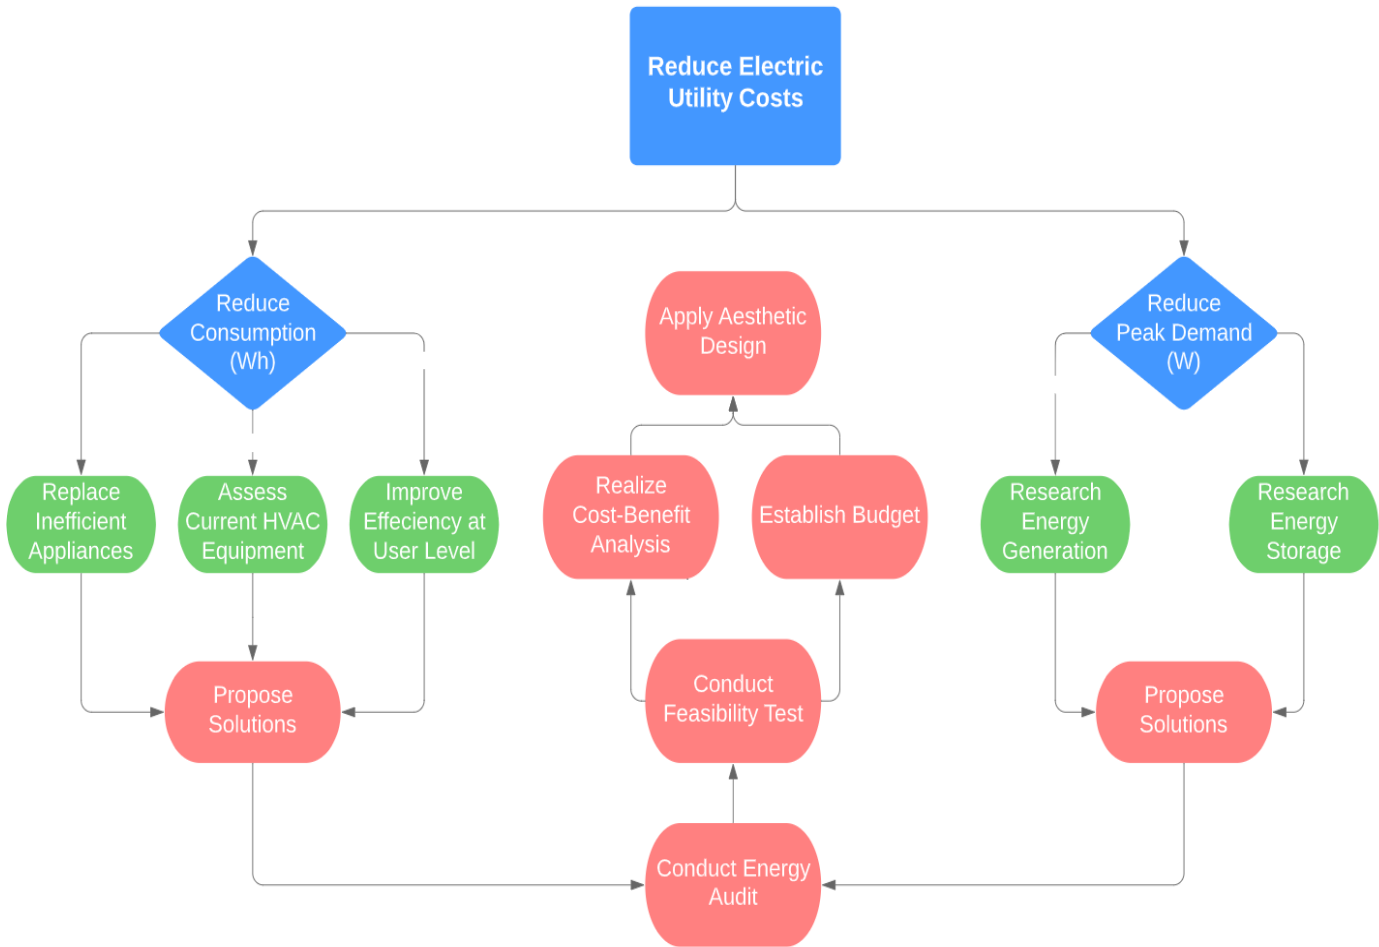 Reduce Electric
Utility Costs
Reduce
Consumption
(Wh)
Apply Aesthetic
Design
Reduce
Peak Demand
(W)
Replace
Inefficient
Appliances
Assess
Current HVAC
Equipment
Improve
Effeciency at
User Level
Realize
Cost-Benefit
Analysis
Establish Budget
Research
Energy
Generation
Research
Energy
Storage
Propose
Solutions
Conduct
Feasibility Test
Propose
Solutions
Conduct Energy
Audit